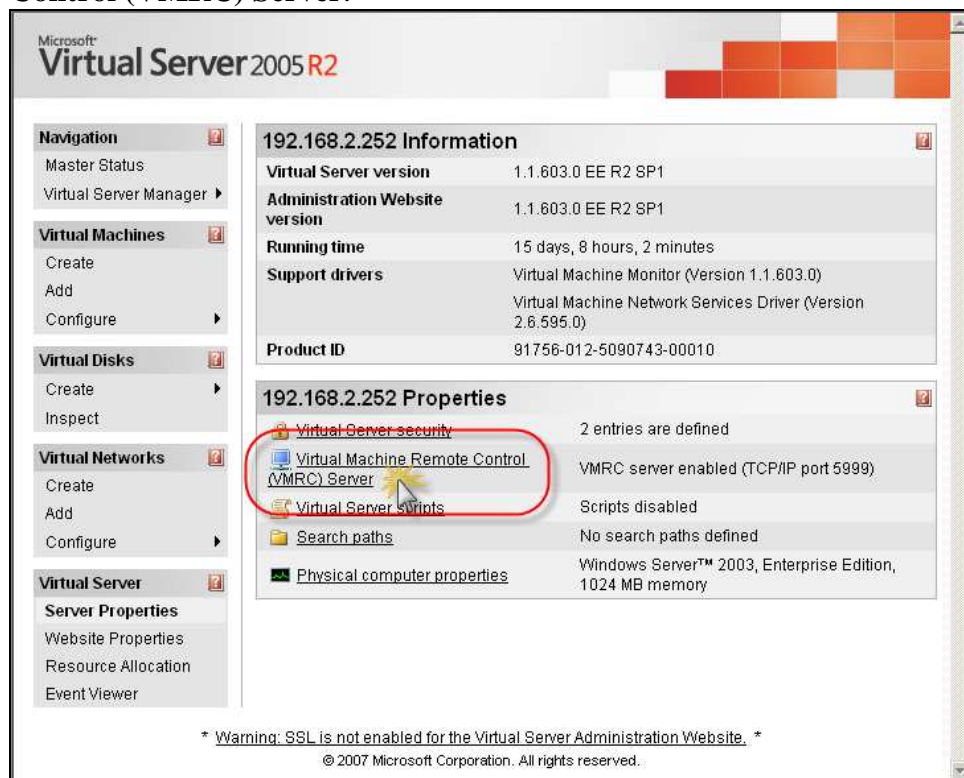 Control (VMRC) Server.
Microsoft
Virtual Server 2005 R2
Navigation
Master Status
Virtual Server Manager
Virtual Machines
Create
Add
Configure
Virtual Disks
Create
Inspect
Virtual Networks
Create
Add
Configure
Virtual Server
Server Properties
Website Properties
Resource Allocation
Event Viewer
192.168.2.252 Information
Virtual Server version 1.1.603.0 EE R2 SP1
Administration Website
version 1.1.603.0 EE R2 SP1
Running time 15 days, 8 hours, 2 minutes
Support drivers Virtual Machine Monitor (Version 1.1.603.0)
Virtual Machine Network Services Driver (Version
2.6.595.0)
Product ID 91756-012-5090743-00010
192.168.2.252 Properties
Virtual Server security 2 entries are defined
Virtual Machine Remote Control
(VMRC) Server VMRC server enabled (TCP/IP port 5999)
Virtual Server scripts Scripts disabled
Search paths No search paths defined
Physical computer properties Windows Server™ 2003, Enterprise Edition,
1024 MB memory
* Warning: SSL is not enabled for the Virtual Server Administration Website. *
© 2007 Microsoft Corporation. All rights reserved.